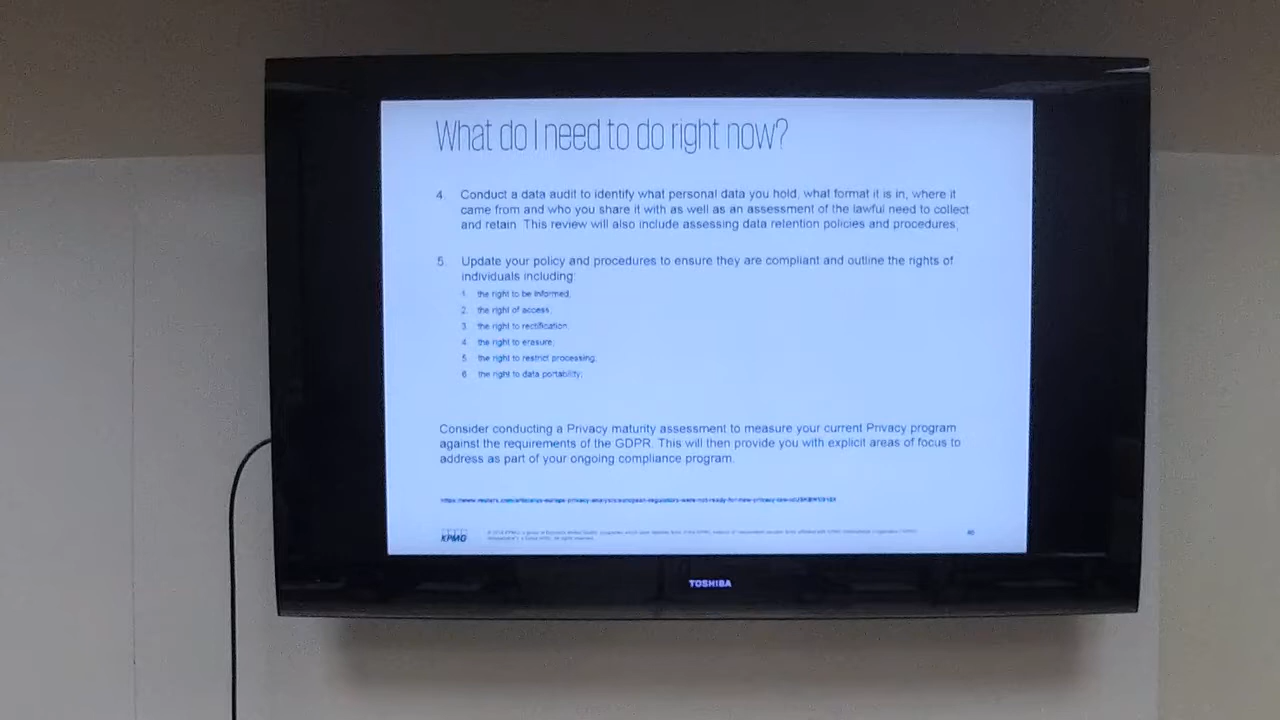 What do I need to do right now?
4. Conduct a data audit to identify what personal data you hold, what format it is in, where it
came from and who you share it with as well as an assessment of the lawful need to collect
and retain. This review will also include assessing data retention policies and procedures;
5. Update your policy and procedures to ensure they are compliant and outline the rights of
individuals including:
1. the right to be informed;
2. the right of access;
3. the right to rectification;
4. the right to erasure;
5. the right to restrict processing;
6. the right to data portability;
Consider conducting a Privacy maturity assessment to measure your current Privacy program
against the requirements of the GDPR. This will then provide you with explicit areas of focus to
address as part of your ongoing compliance program.
KPMG
TOSHIBA